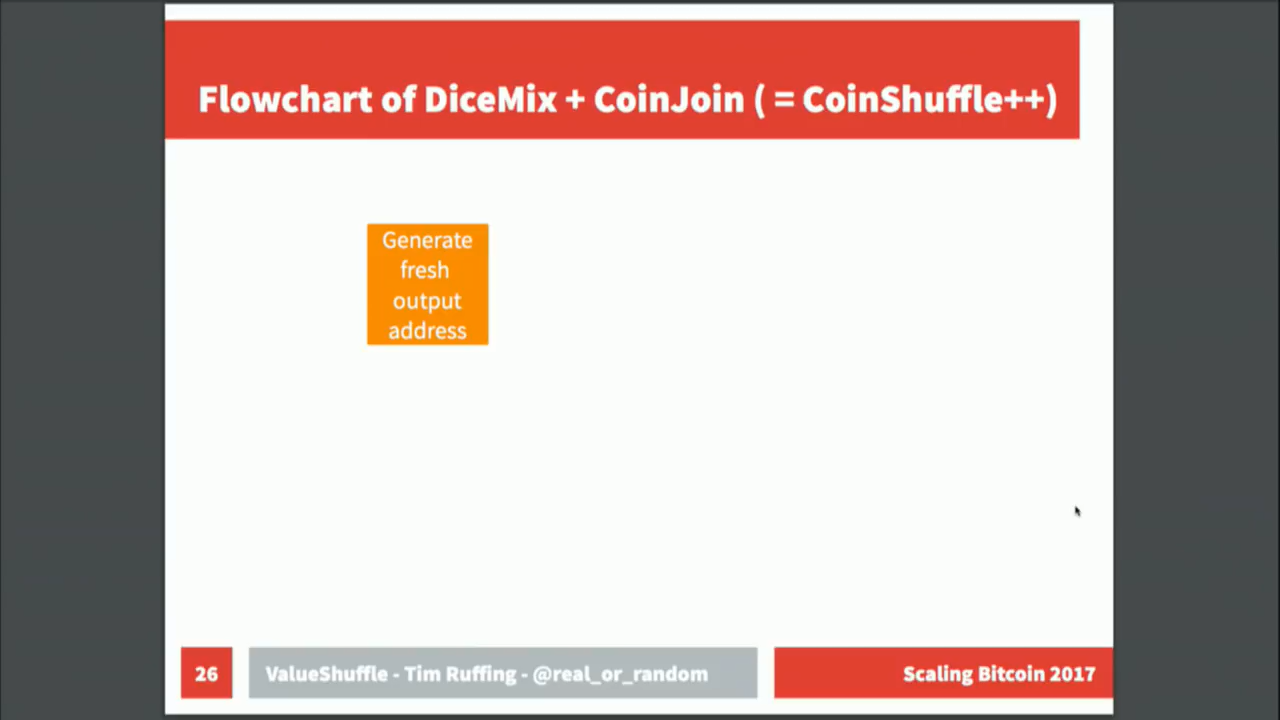 Flowchart of DiceMix + CoinJoin ( = CoinShuffle++)
Generate
fresh
output
address
26
ValueShuffle - Tim Ruffing - @real_or_random
Scaling Bitcoin 2017